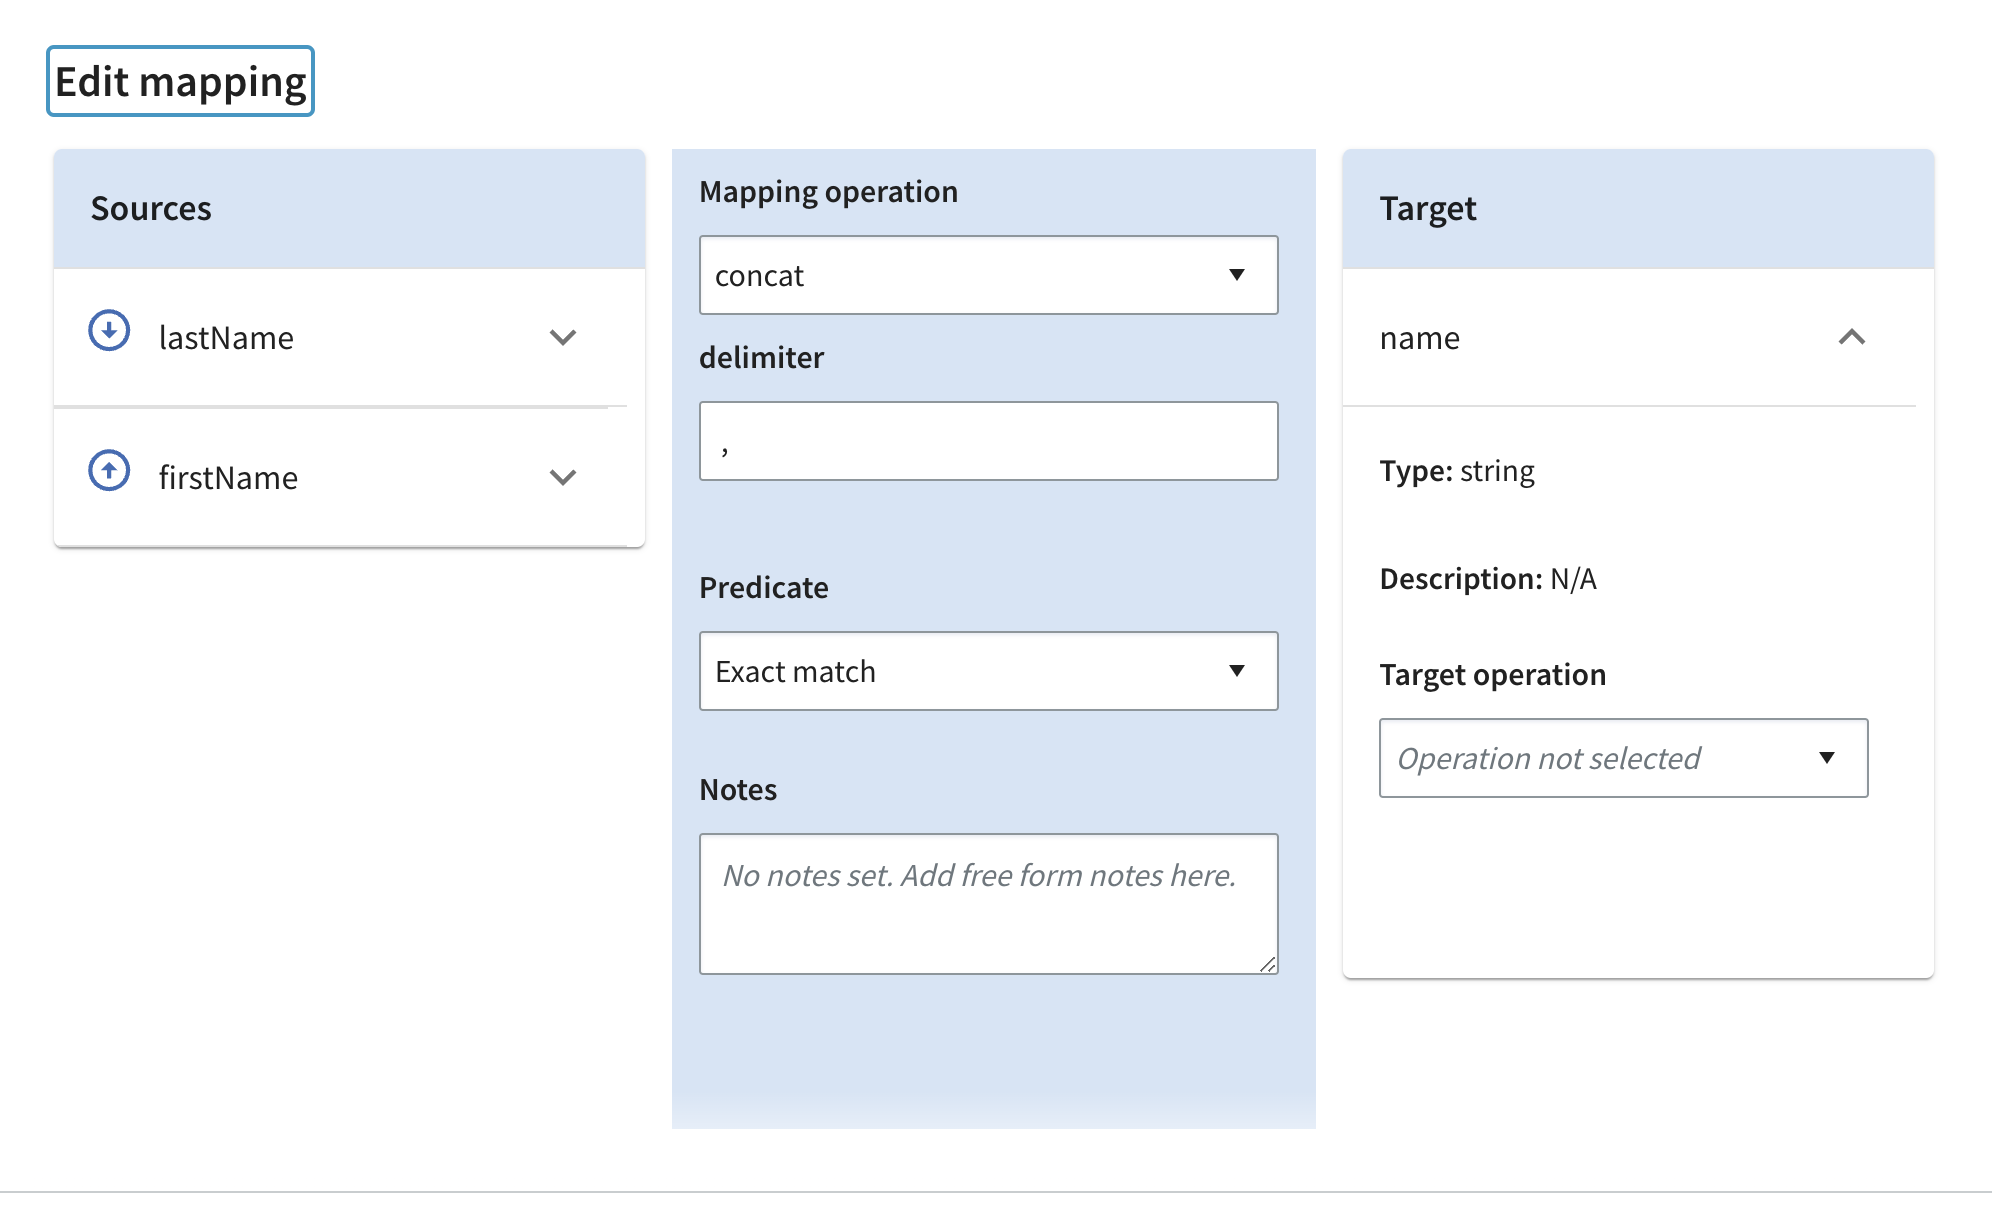 Edit mapping
Sources
lastName
firstName
Mapping operation
concat
delimiter
,
Predicate
Exact match
Notes
No notes set. Add free form notes here.
Target
name
Type: string
Description: N/A
Target operation
Operation not selected